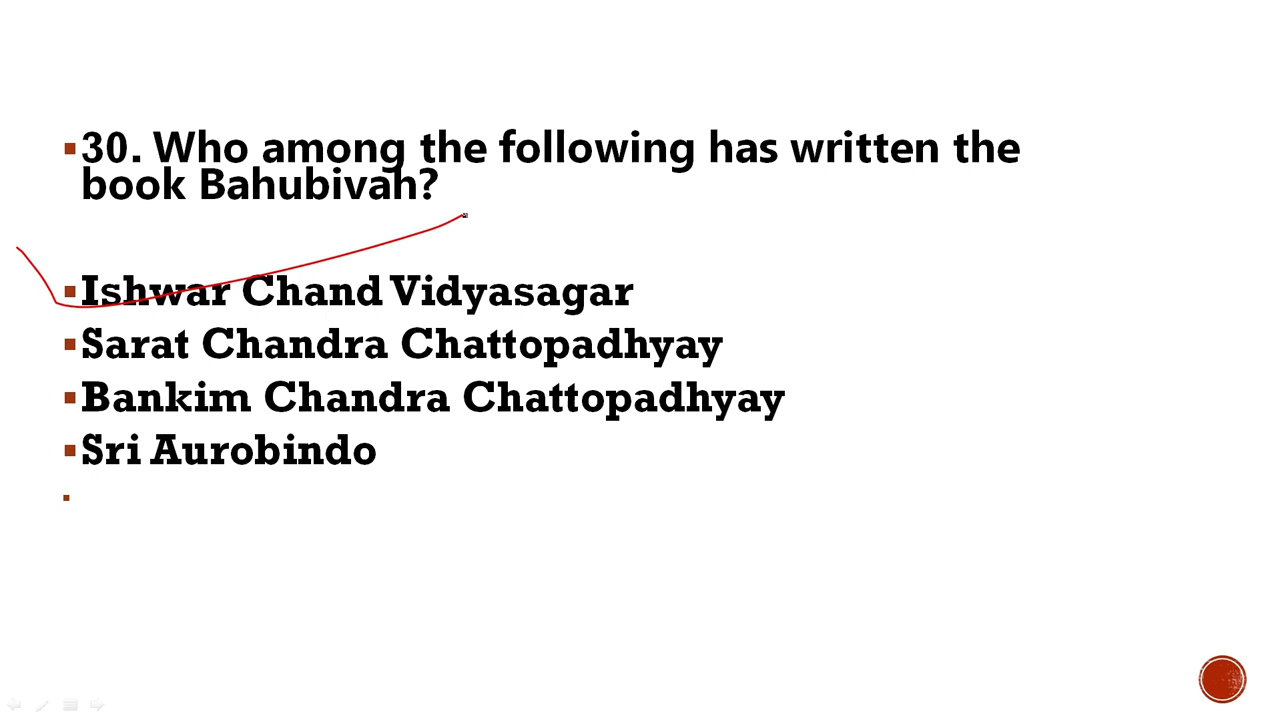 30. Who among the following has written the
book Bahubivah?
Ishwar Chand Vidyasagar
Sarat Chandra Chattopadhyay
Bankim Chandra Chattopadhyay
Sri Aurobindo